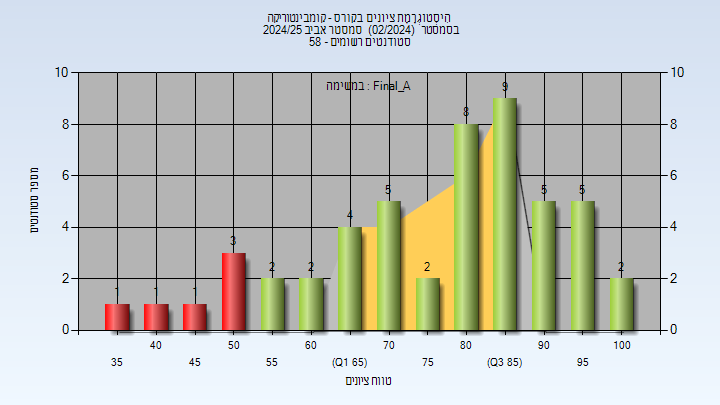 הִיסְטוֹגְרַמַת ציונים בקורס - קומבינטוריקה
בסמסטר (02/2024) סמסטר אביב 2024/25
סטודנטים רשומים - 58
במשימה : Final_A
מספר סטודנטים
10 10
8 8
6 6
4 4
2 2
0 0
1 1 1 3 2 2 4 5 2 8 9 5 5 2
40 50 60 70 80 90 100
35 45 55 (Q1 65) 75 (Q3 85) 95
טווח ציונים